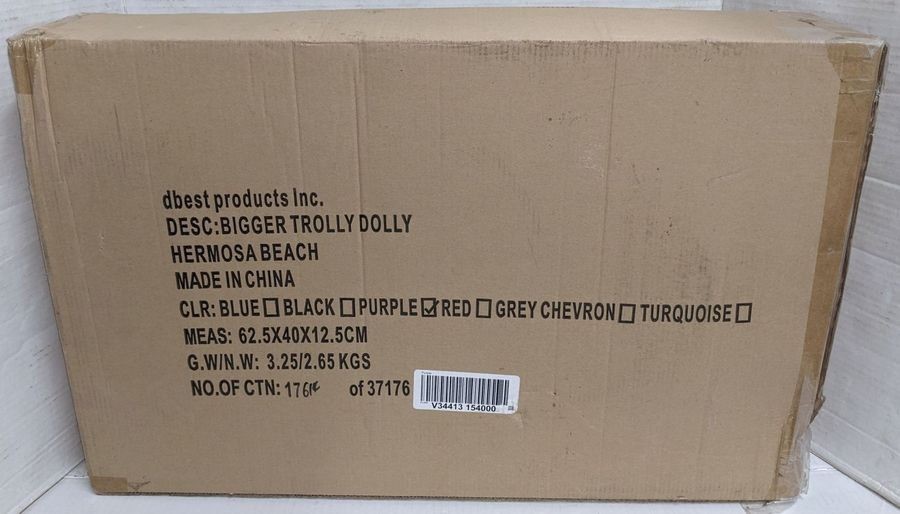 dbest products Inc.
DESC:BIGGER TROLLY DOLLY
HERMOSA BEACH
MADE IN CHINA
CLR: BLUE☐ BLACK ☐ PURPLE☑ RED ☐ GREY CHEVRON☐ TURQUOISE☐
MEAS: 62.5X40X12.5CM
G.W/N.W: 3.25/2.65 KGS
NO.OF CTN: of 37176
V34413 154000